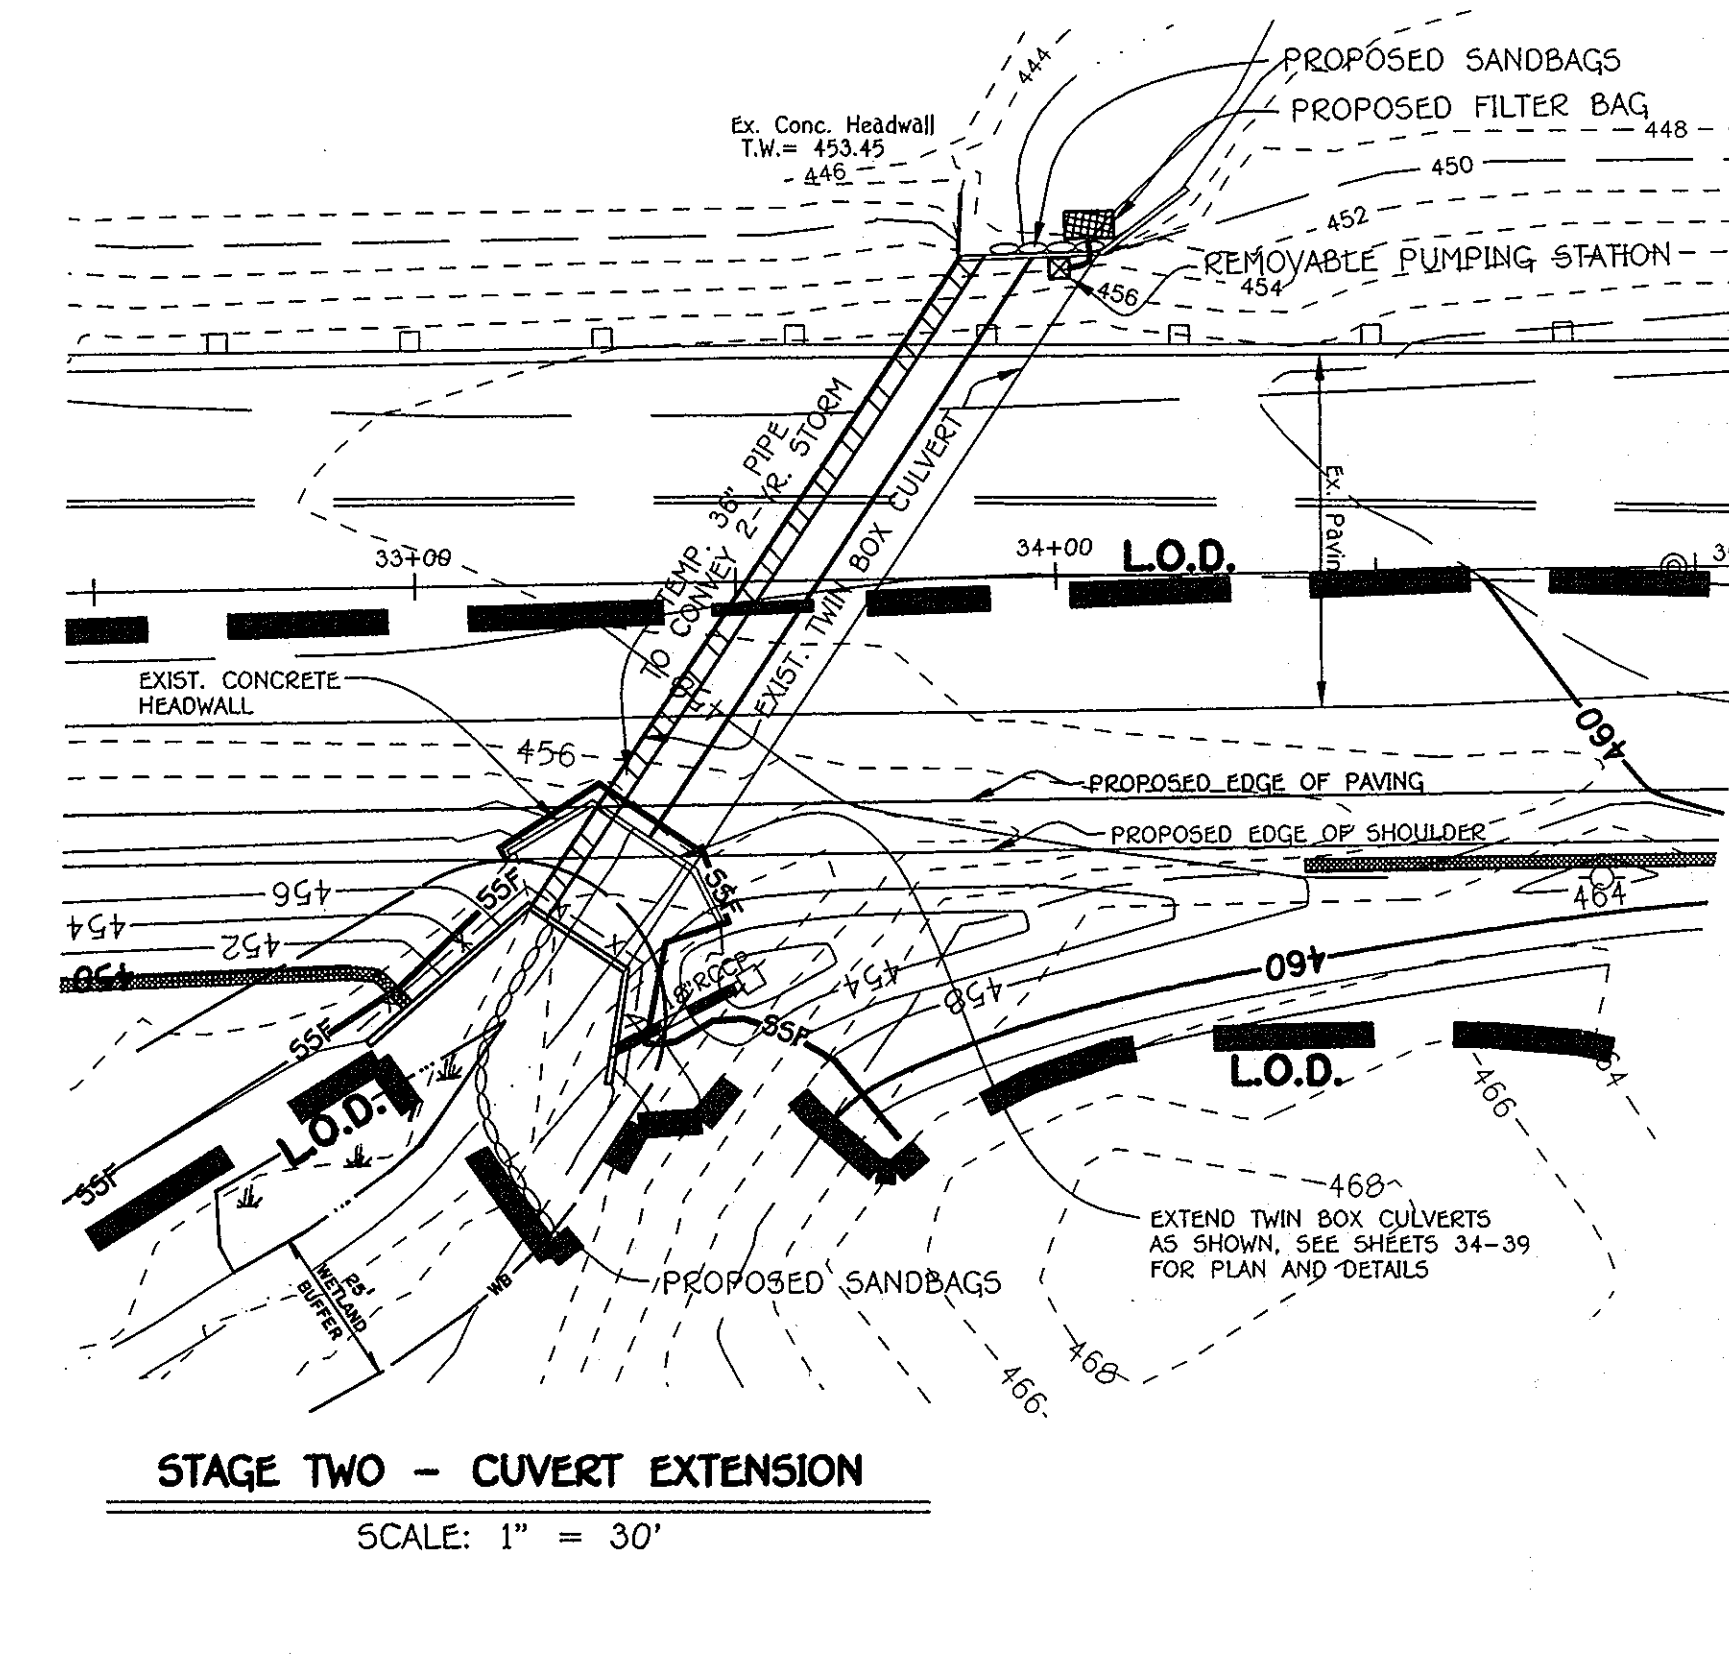 444
PROPOSED SANDBAGS
PROPOSED FILTER BAG
Ex. Conc. Headwall
T.W.= 453.45
446
448
450
452
REMOVABLE PUMPING STATION
454
456
TEMP. 36" PIPE
TO CONVEY 2-YR. STORM
EXIST. TWIN BOX CULVERT
Ex. Pavin
33+00
34+00
L.O.D.
EXIST. CONCRETE
HEADWALL
456
460
PROPOSED EDGE OF PAVING
PROPOSED EDGE OF SHOULDER
SSF
SSF
456
454
452
450
464
460
18" RCCP
454
458
SSF
SSF
L.O.D.
L.O.D.
SSF
466
64
468
EXTEND TWIN BOX CULVERTS
AS SHOWN, SEE SHEETS 34-39
FOR PLAN AND DETAILS
25'
WETLAND
BUFFER
WB
PROPOSED SANDBAGS
468
466
STAGE TWO - CUVERT EXTENSION
SCALE: 1" = 30'